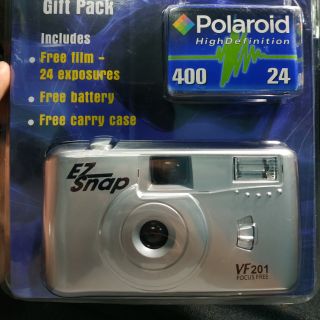 Gift Pack
Includes
Free film –
24 exposures
Free battery
Free carry case
Polaroid
HighDefinition
400 24
EZ
Snap
VF201
FOCUS FREE